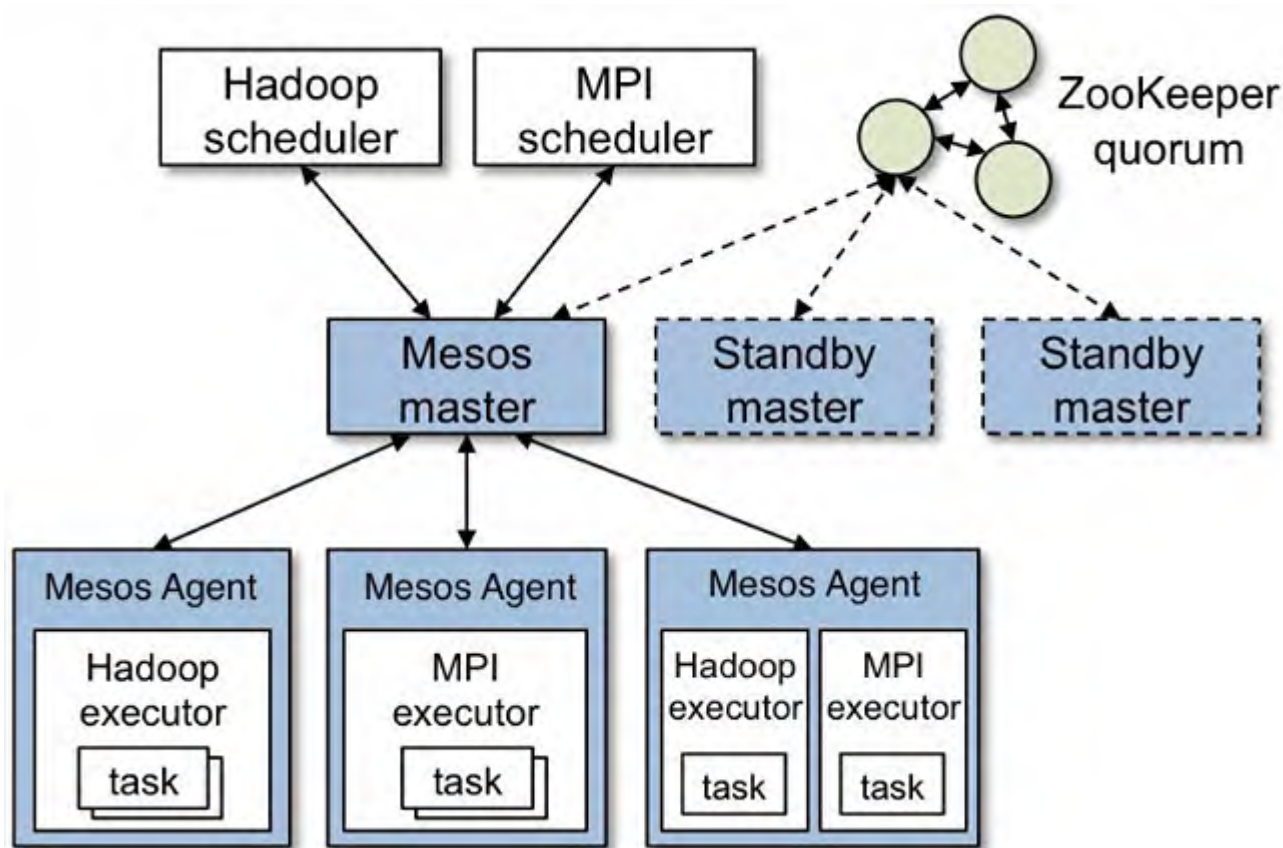 Hadoop
scheduler
MPI
scheduler
ZooKeeper
quorum
Mesos
master
Standby
master
Standby
master
Mesos Agent
Hadoop
executor
task
Mesos Agent
MPI
executor
task
Mesos Agent
Hadoop
executor
task
MPI
executor
task